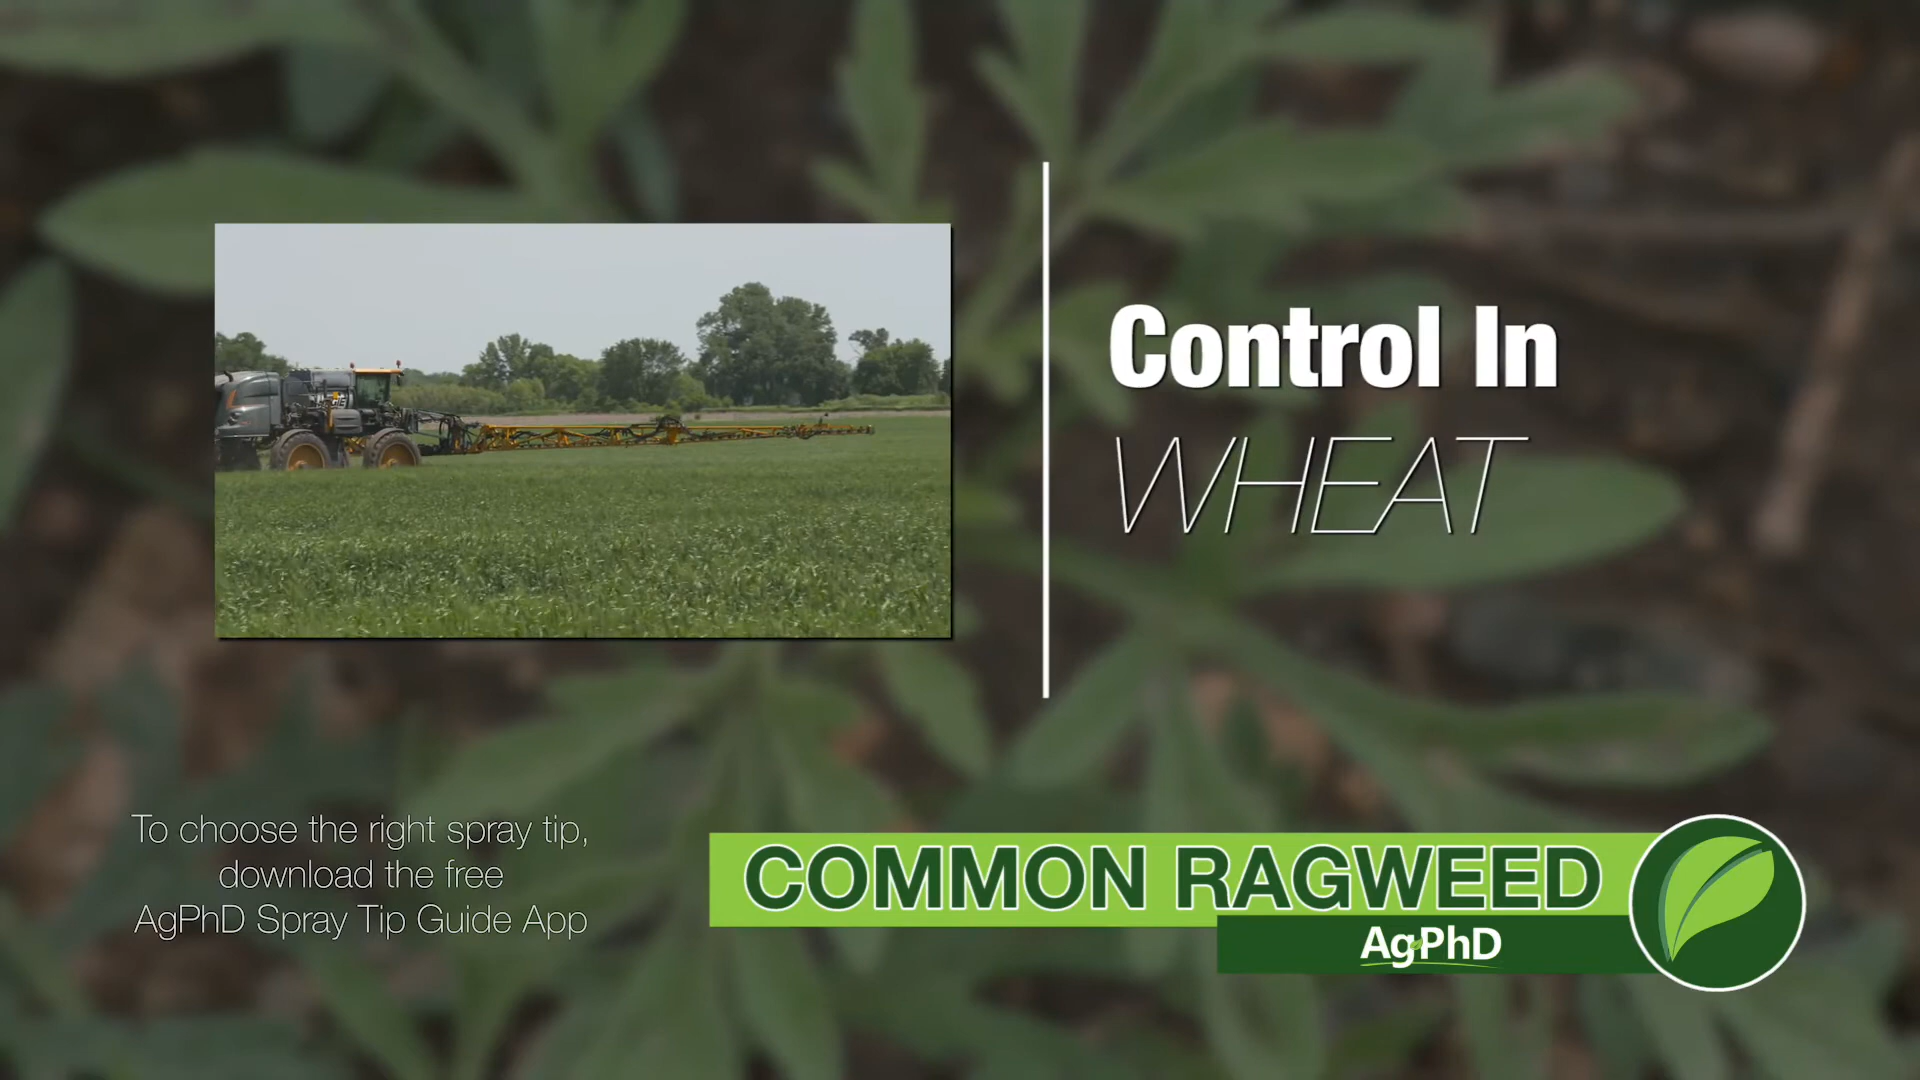 Control In
WHEAT
To choose the right spray tip,
download the free
AgPhD Spray Tip Guide App
COMMON RAGWEED
AgPhD